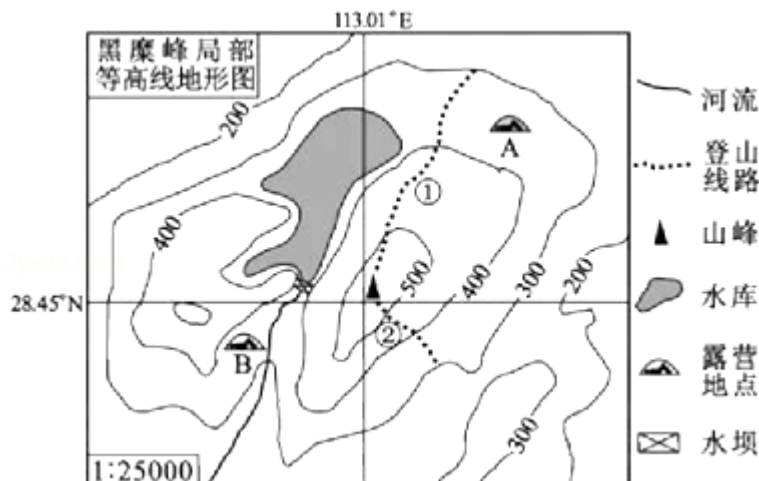 113.01°E
黑糜峰局部
等高线地形图
200
A
①
400
500
400
300
200
28.45°N
②
B
300
1:25000
河流
登山
线路
山峰
水库
露营
地点
水坝